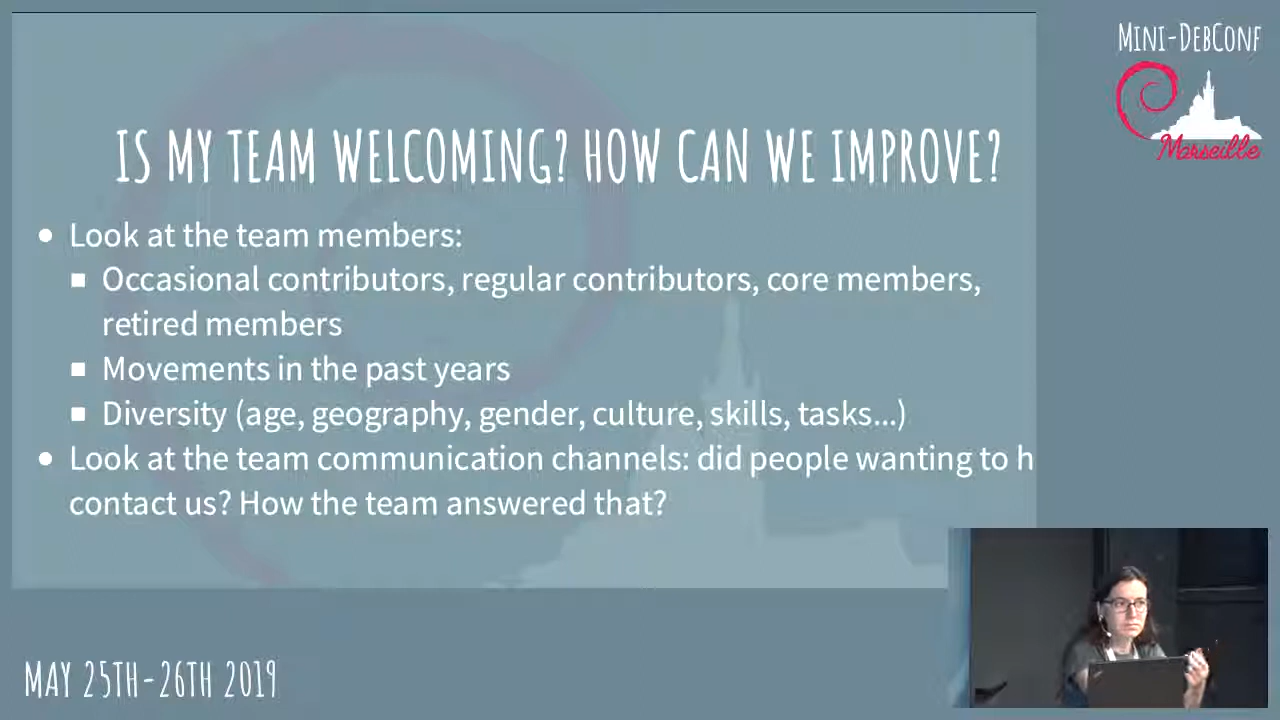 MINI-DEBCONF
Marseille
IS MY TEAM WELCOMING? HOW CAN WE IMPROVE?
Look at the team members:
Occasional contributors, regular contributors, core members,
retired members
Movements in the past years
Diversity (age, geography, gender, culture, skills, tasks...)
Look at the team communication channels: did people wanting to h
contact us? How the team answered that?
MAY 25TH-26TH 2019